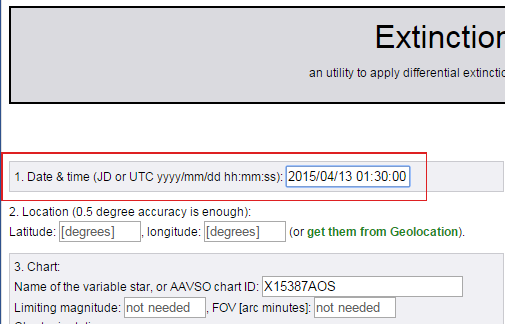 Extinction
an utility to apply differential
1. Date & time (JD or UTC yyyy/mm/dd hh:mm:ss): 2015/04/13 01:30:00
2. Location (0.5 degree accuracy is enough):
Latitude: [degrees], longitude: [degrees] (or get them from Geolocation).
3. Chart:
Name of the variable star, or AAVSO chart ID: X15387AOS
Limiting magnitude: not needed, FOV [arc minutes]: not needed